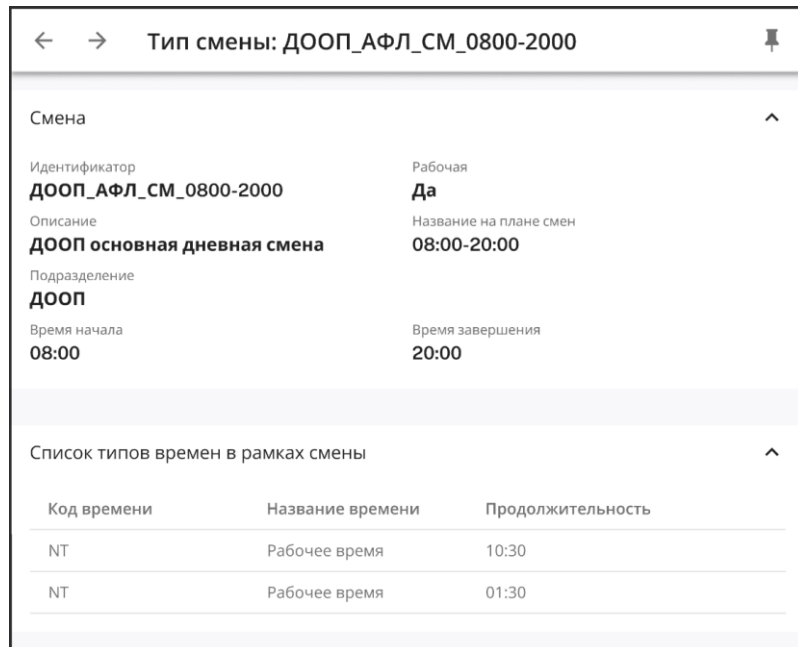 Тип смены: ДООП_АФЛ_СМ_0800-2000
Смена
Идентификатор Рабочая
ДООП_АФЛ_СМ_0800-2000 Да
Описание Название на плане смен
ДООП основная дневная смена 08:00-20:00
Подразделение
ДООП
Время начала Время завершения
08:00 20:00
Список типов времен в рамках смены
Код времени Название времени Продолжительность
NT Рабочее время 10:30
NT Рабочее время 01:30